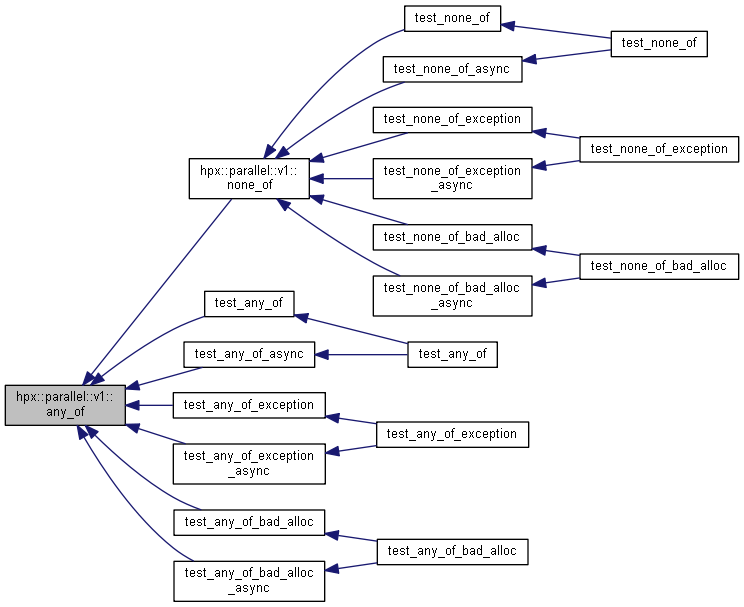 test_none_of
test_none_of
test_none_of_async
test_none_of_exception
test_none_of_exception
hpx::parallel::v1::
none_of
test_none_of_exception
_async
test_none_of_bad_alloc
test_none_of_bad_alloc
test_none_of_bad_alloc
_async
test_any_of
test_any_of_async
test_any_of
hpx::parallel::v1::
any_of
test_any_of_exception
test_any_of_exception
test_any_of_exception
_async
test_any_of_bad_alloc
test_any_of_bad_alloc
test_any_of_bad_alloc
_async